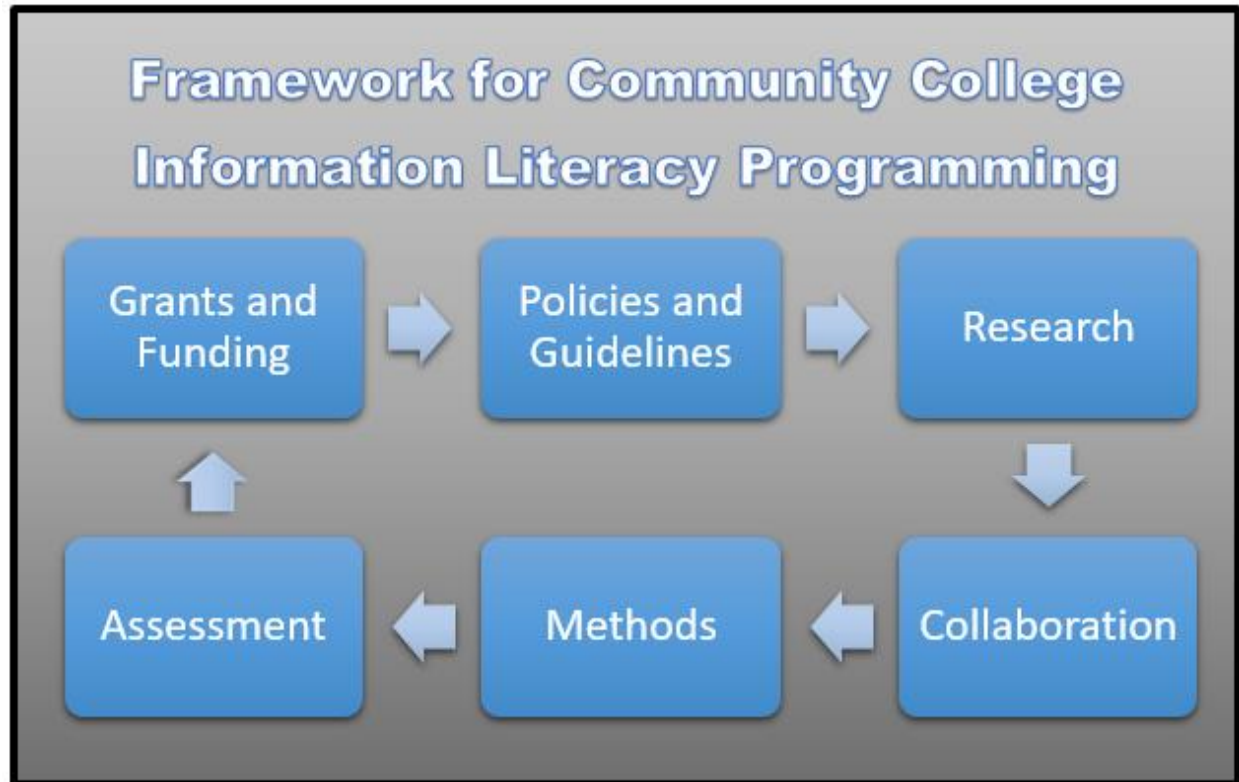 Framework for Community College
Information Literacy Programming
Grants and
Funding
Policies and
Guidelines
Research
Assessment
Methods
Collaboration